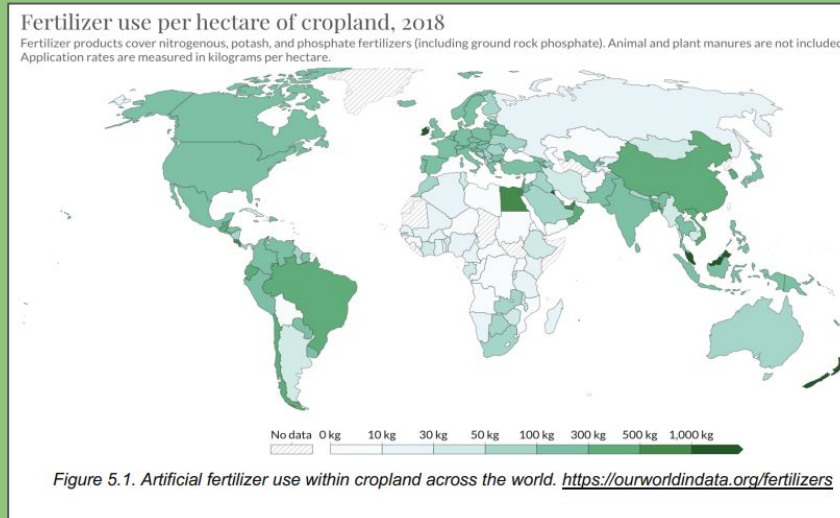 Fertilizer use per hectare of cropland, 2018
Fertilizer products cover nitrogenous, potash, and phosphate fertilizers (including ground rock phosphate). Animal and plant manures are not included
Application rates are measured in kilograms per hectare.
No data 0 kg 10 kg 30 kg 50 kg 100 kg 300 kg 500 kg 1,000 kg
Figure 5.1. Artificial fertilizer use within cropland across the world. https://ourworldindata.org/fertilizers